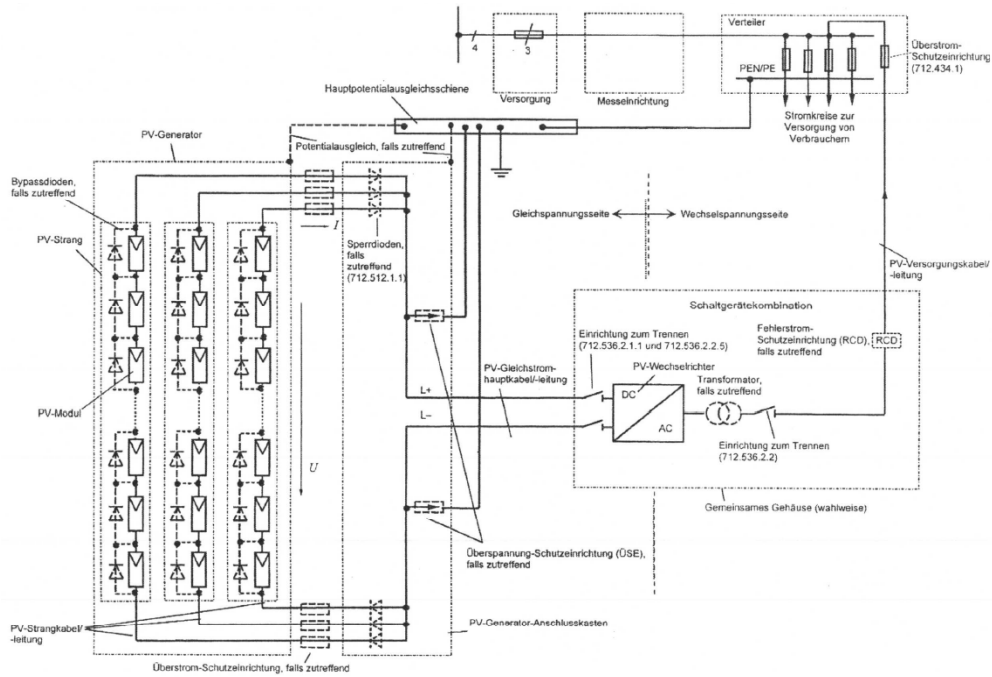 Verteiler
4
3
PEN/PE
Überstrom-
Schutzeinrichtung
(712.434.1)
Hauptpotentialausgleichsschiene
Versorgung
Messeinrichtung
Stromkreise zur
Versorgung von
Verbrauchern
PV-Generator
Potentialausgleich, falls zutreffend
Bypassdioden,
falls zutreffend
I
Gleichspannungsseite
Wechselspannungsseite
PV-Strang
Sperrdioden,
falls
zutreffend
(712.512.1.1)
PV-Versorgungskabel/
-leitung
Schaltgerätekombination
Einrichtung zum Trennen
(712.536.2.1.1 und 712.536.2.2.5)
Fehlerstrom-
Schutzeinrichtung (RCD),
falls zutreffend
RCD
PV-Gleichstrom-
hauptkabel/-leitung
PV-Wechselrichter
Transformator,
falls zutreffend
PV-Modul
L+
DC
L–
AC
Einrichtung zum Trennen
(712.536.2.2)
U
Gemeinsames Gehäuse (wahlweise)
Überspannung-Schutzeinrichtung (ÜSE),
falls zutreffend
PV-Strangkabel/
-leitung
PV-Generator-Anschlusskasten
Überstrom-Schutzeinrichtung, falls zutreffend